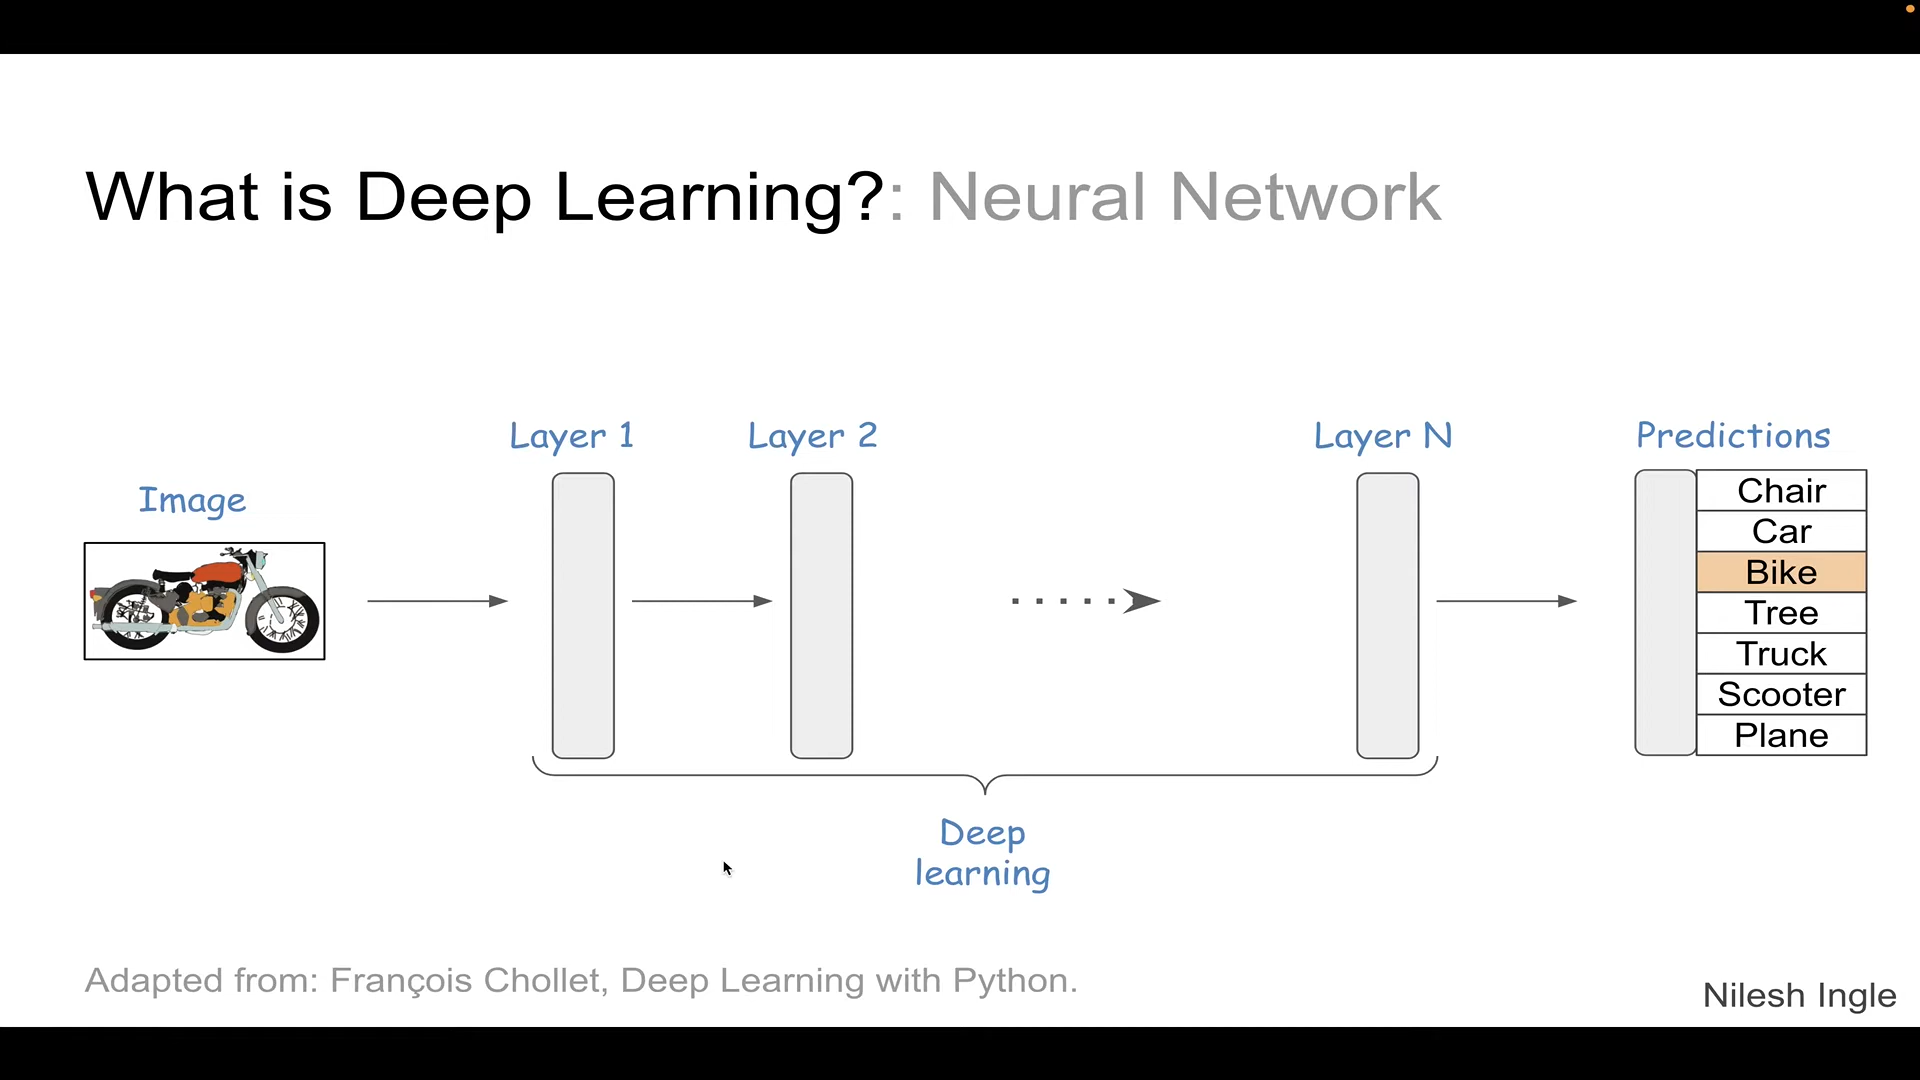 What is Deep Learning?: Neural Network
Layer 1
Layer 2
Layer N
Predictions
Image
Chair
Car
Bike
Tree
Truck
Scooter
Plane
Deep
learning
Adapted from: François Chollet, Deep Learning with Python.
Nilesh Ingle